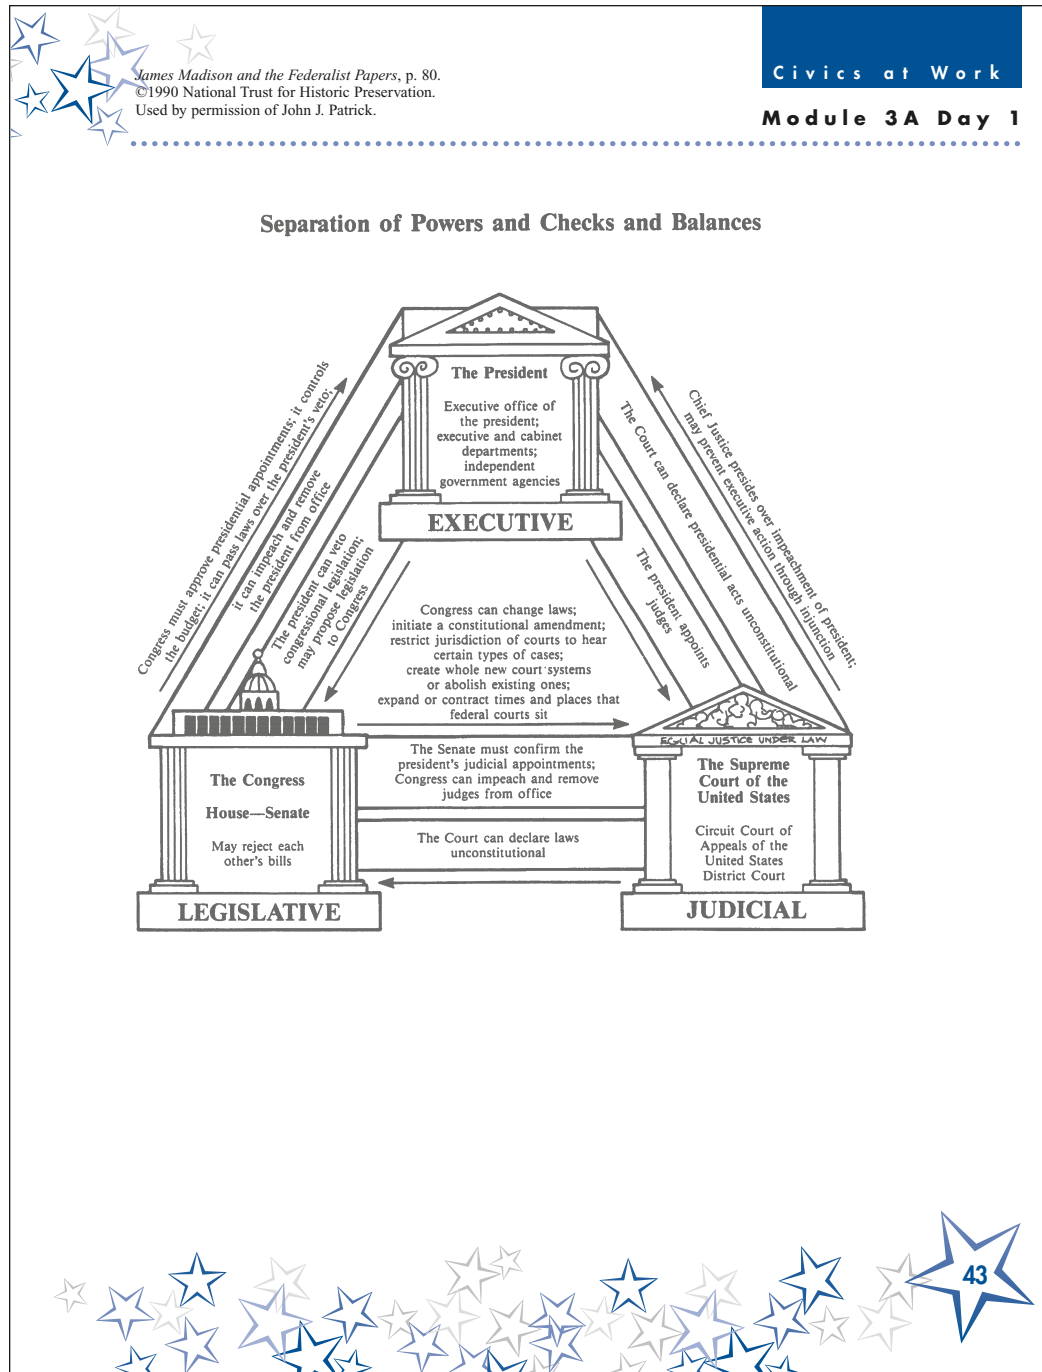 James Madison and the Federalist Papers, p. 80.
©1990 National Trust for Historic Preservation.
Used by permission of John J. Patrick.
Civics at Work
Module 3A Day 1
Separation of Powers and Checks and Balances
The President
Executive office of
the president;
executive and cabinet
departments;
independent
government agencies
EXECUTIVE
Congress must approve presidential appointments; it controls
the budget; it can pass laws over the president's veto;
it can impeach and remove
the president from office
The president can veto
congressional legislation;
may propose legislation
to Congress
Chief Justice presides over impeachment of president;
may prevent executive action through injunction
The Court can declare presidential acts unconstitutional
The president appoints
judges
Congress can change laws;
initiate a constitutional amendment;
restrict jurisdiction of courts to hear
certain types of cases;
create whole new court systems
or abolish existing ones;
expand or contract times and places that
federal courts sit
The Senate must confirm the
president's judicial appointments;
Congress can impeach and remove
judges from office
The Court can declare laws
unconstitutional
The Congress
House—Senate
May reject each
other's bills
LEGISLATIVE
EQUAL JUSTICE UNDER LAW
The Supreme
Court of the
United States
Circuit Court of
Appeals of the
United States
District Court
JUDICIAL
43